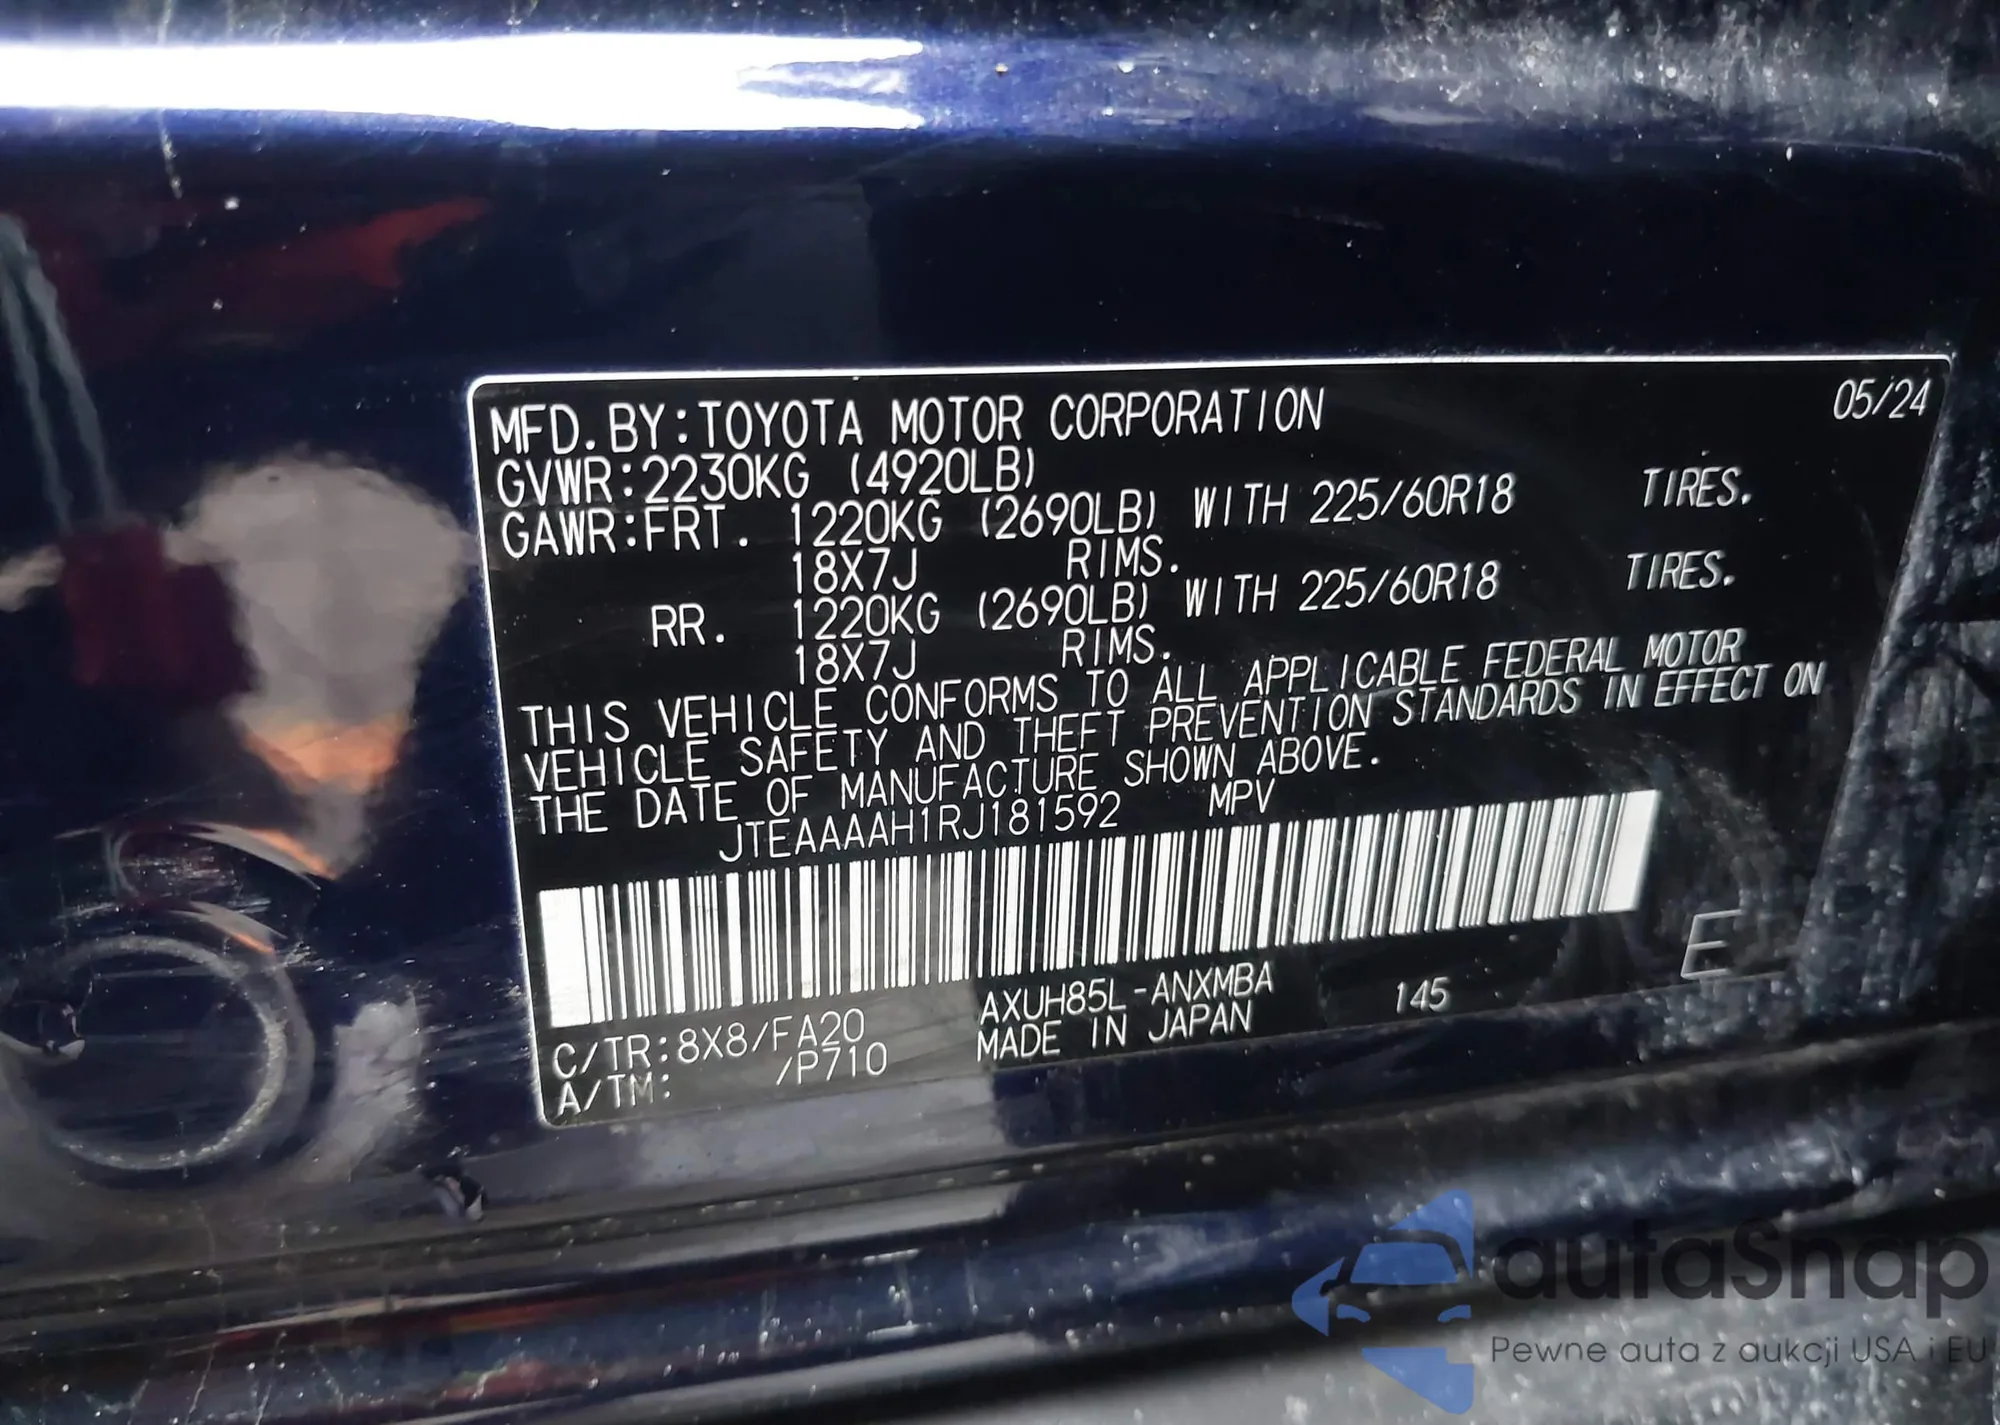 MFD.BY:TOYOTA MOTOR CORPORATION 05/24
GVWR:2230KG (4920LB)
GAWR:FRT. 1220KG (2690LB) WITH 225/60R18 TIRES.
18X7J RIMS.
RR. 1220KG (2690LB) WITH 225/60R18 TIRES.
18X7J RIMS.
THIS VEHICLE CONFORMS TO ALL APPLICABLE FEDERAL MOTOR
VEHICLE SAFETY AND THEFT PREVENTION STANDARDS IN EFFECT ON
THE DATE OF MANUFACTURE SHOWN ABOVE.
JTEAAAAH1RJ181592 MPV
E
C/TR:8X8/FA20 AXUH85L-ANXMBA 145
A/TM: /P710 MADE IN JAPAN
autaSnap
Pewne auta z aukcji USA i EU